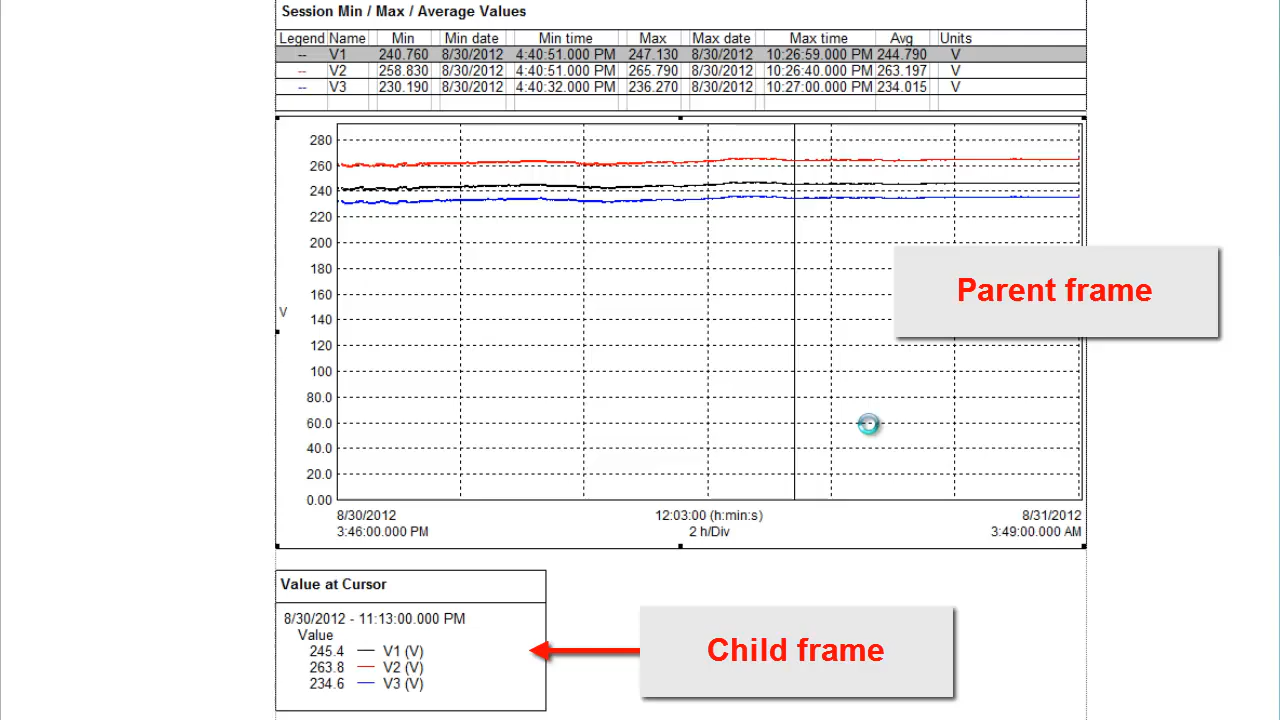 Session Min / Max / Average Values
Legend Name Min Min date Min time Max Max date Max time Avg Units
-- V1 240.760 8/30/2012 4:40:51.000 PM 247.130 8/30/2012 10:26:59.000 PM 244.790 V
-- V2 258.830 8/30/2012 4:40:51.000 PM 265.790 8/30/2012 10:26:40.000 PM 263.197 V
-- V3 230.190 8/30/2012 4:40:32.000 PM 236.270 8/30/2012 10:27:00.000 PM 234.015 V
280
260
240
220
200
180
160
V
140
120
100
80.0
60.0
40.0
20.0
0.00
Parent frame
8/30/2012 12:03:00 (h:min:s) 8/31/2012
3:46:00.000 PM 2 h/Div 3:49:00.000 AM
Value at Cursor
8/30/2012 - 11:13:00.000 PM
Value
245.4 V1 (V)
263.8 V2 (V)
234.6 V3 (V)
Child frame